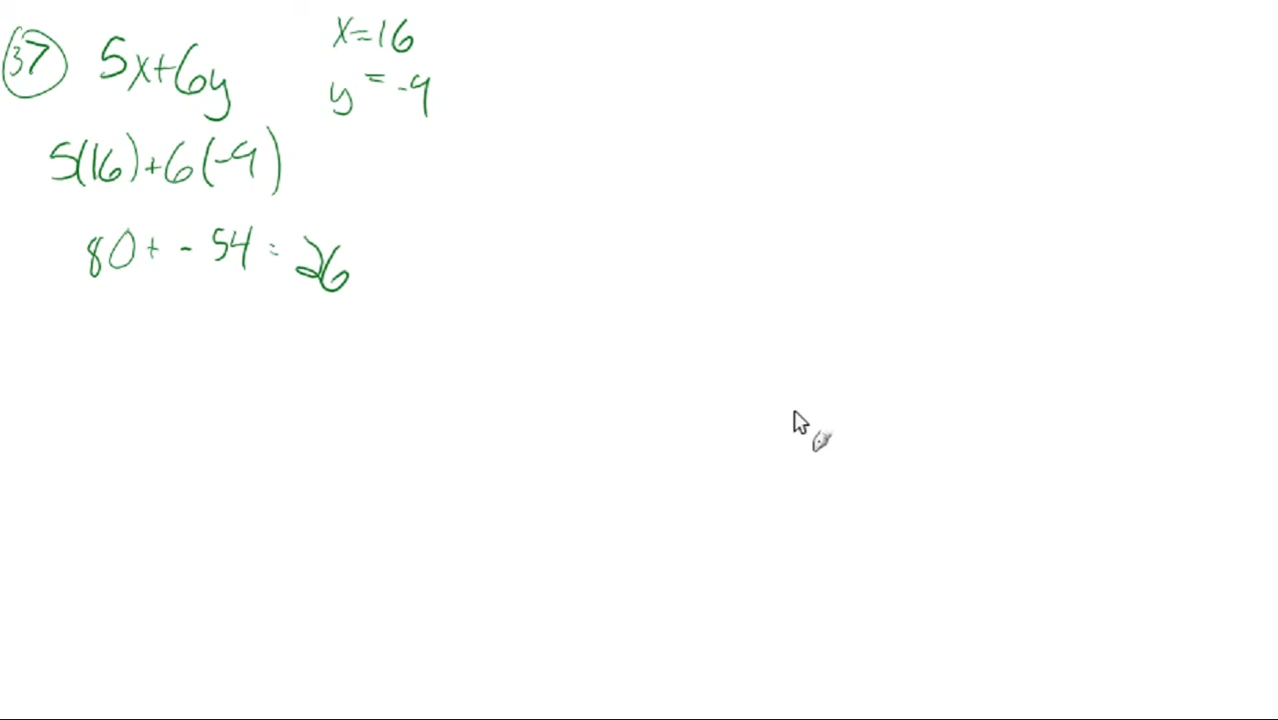 37 5x+6y x=16
y = -9
5(16)+6(-9)
80+ - 54 = 26